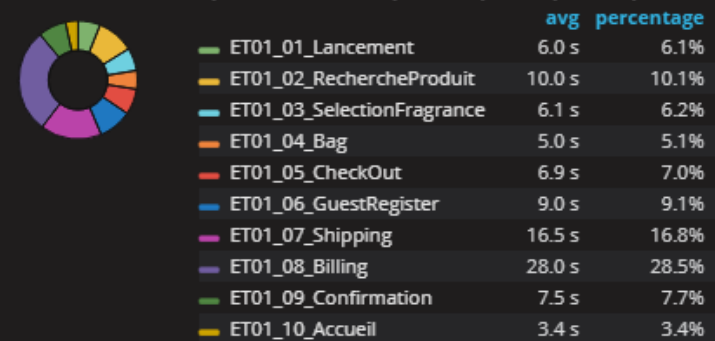 avg percentage
ET01_01_Lancement 6.0 s 6.1%
ET01_02_RechercheProduit 10.0 s 10.1%
ET01_03_SelectionFragrance 6.1 s 6.2%
ET01_04_Bag 5.0 s 5.1%
ET01_05_CheckOut 6.9 s 7.0%
ET01_06_GuestRegister 9.0 s 9.1%
ET01_07_Shipping 16.5 s 16.8%
ET01_08_Billing 28.0 s 28.5%
ET01_09_Confirmation 7.5 s 7.7%
ET01_10_Accueil 3.4 s 3.4%